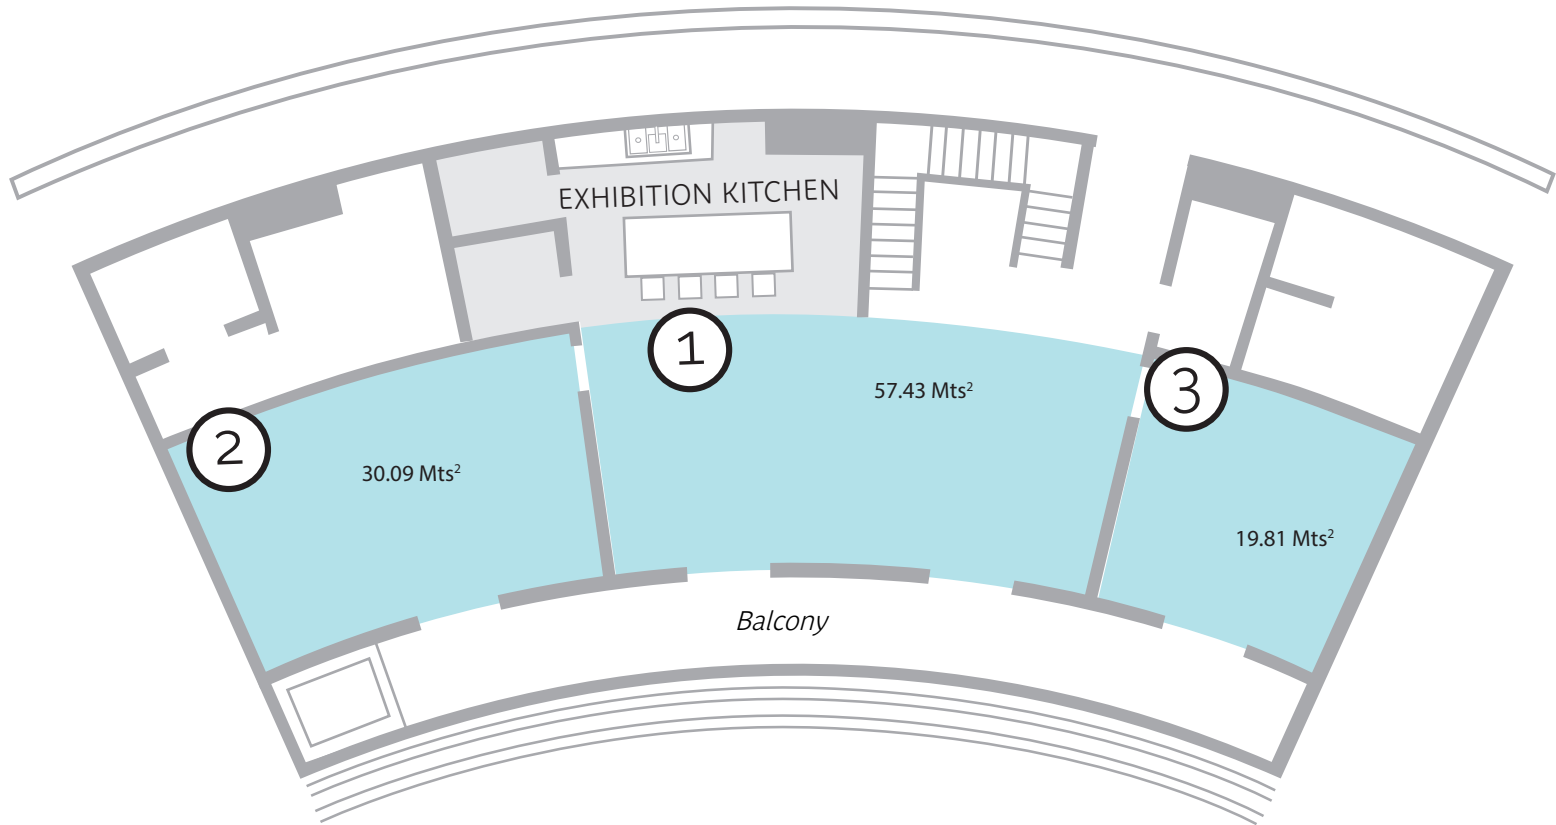 EXHIBITION KITCHEN
1
57.43 Mts²
3
2
30.09 Mts²
19.81 Mts²
Balcony